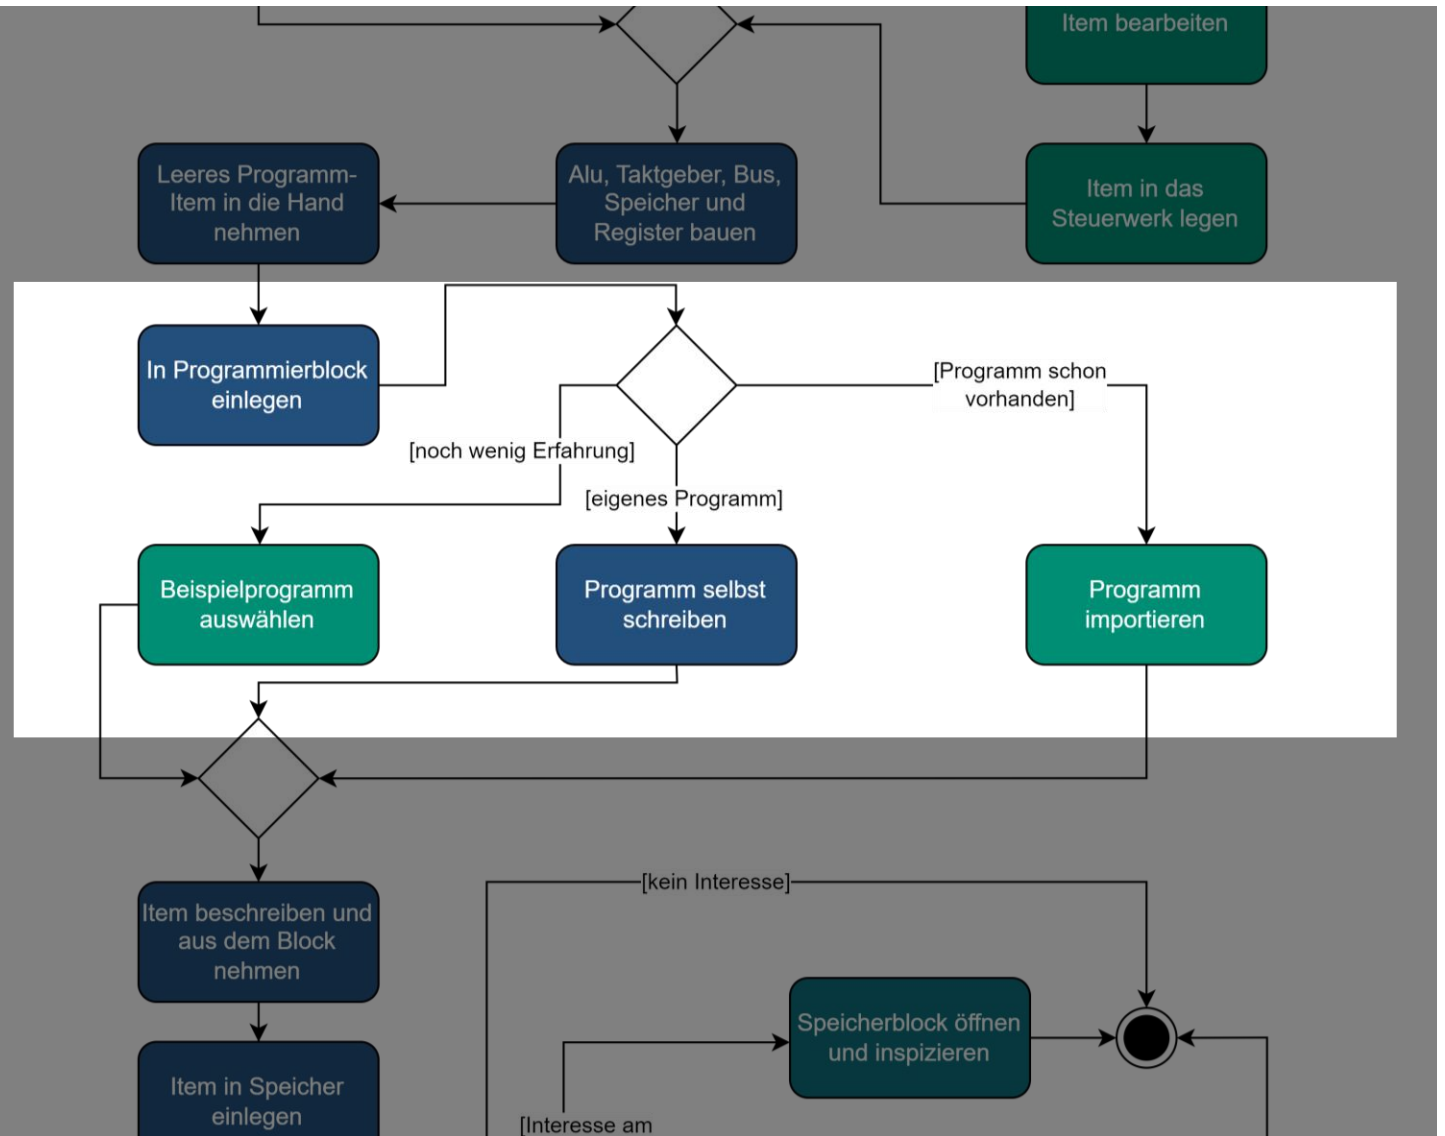 Item bearbeiten
Leeres Programm-
Item in die Hand
nehmen
Alu, Taktgeber, Bus,
Speicher und
Register bauen
Item in das
Steuerwerk legen
In Programmierblock
einlegen
[Programm schon
vorhanden]
[noch wenig Erfahrung]
[eigenes Programm]
Beispielprogramm
auswählen
Programm selbst
schreiben
Programm
importieren
[kein Interesse]
Item beschreiben und
aus dem Block
nehmen
Speicherblock öffnen
und inspizieren
Item in Speicher
einlegen
[Interesse am